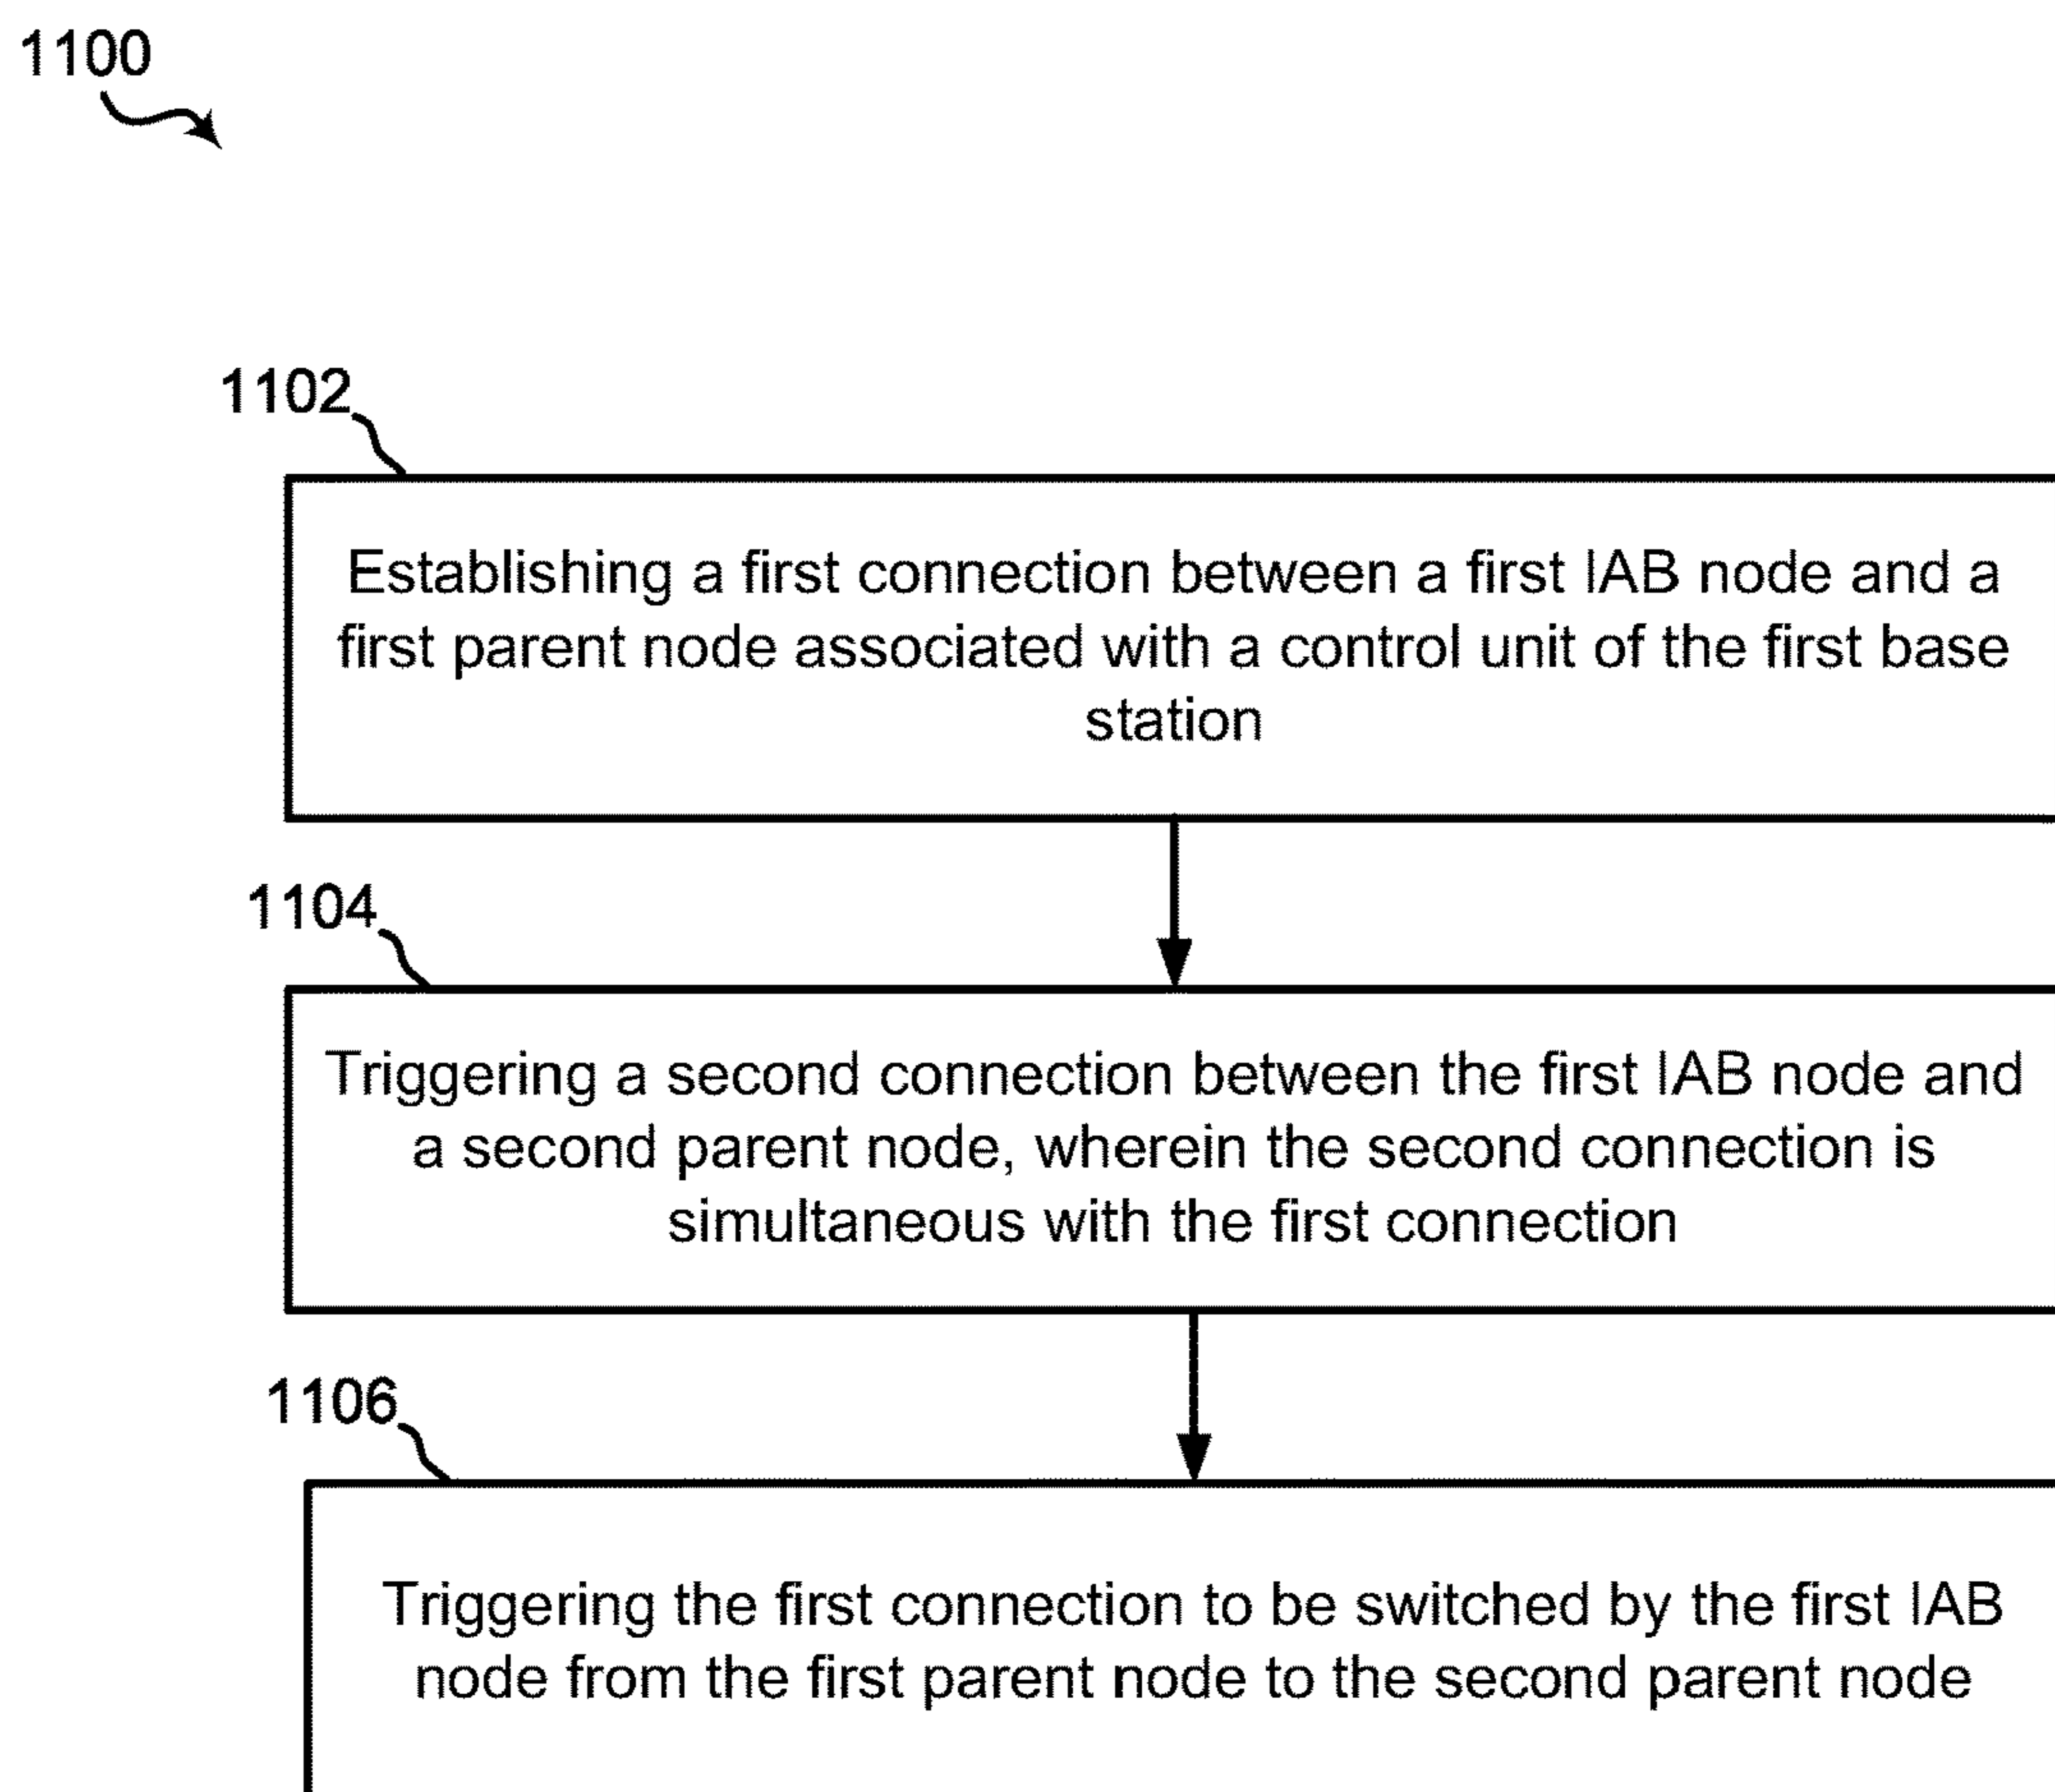 1100
1102
Establishing a first connection between a first IAB node and a
first parent node associated with a control unit of the first base
station
1104
Triggering a second connection between the first IAB node and
a second parent node, wherein the second connection is
simultaneous with the first connection
1106
Triggering the first connection to be switched by the first IAB
node from the first parent node to the second parent node